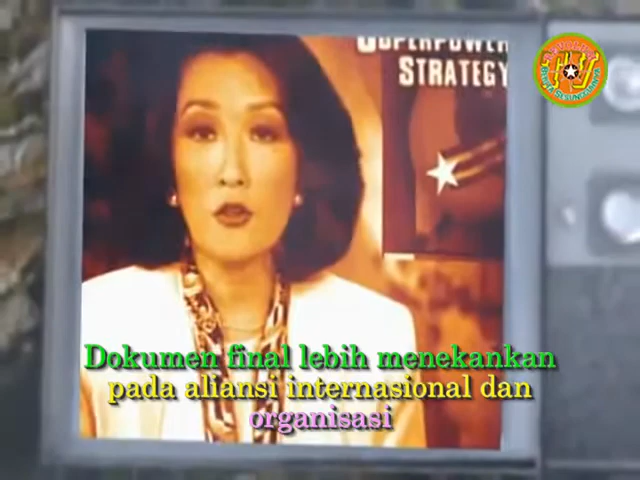 SUPERPOWER
STRATEGY
Dokumen final lebih menekankan
pada aliansi internasional dan
organisasi